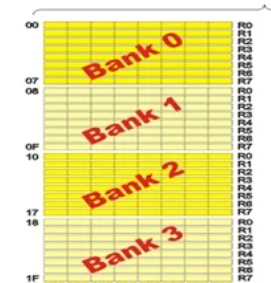 00 R0
R1
R2
R3
Bank 0 R4
R5
R6
07 R7
08 R0
R1
R2
R3
Bank 1 R4
R5
R6
0F R7
10 R0
R1
R2
R3
Bank 2 R4
R5
R6
17 R7
18 R0
R1
R2
R3
Bank 3 R4
R5
R6
1F R7